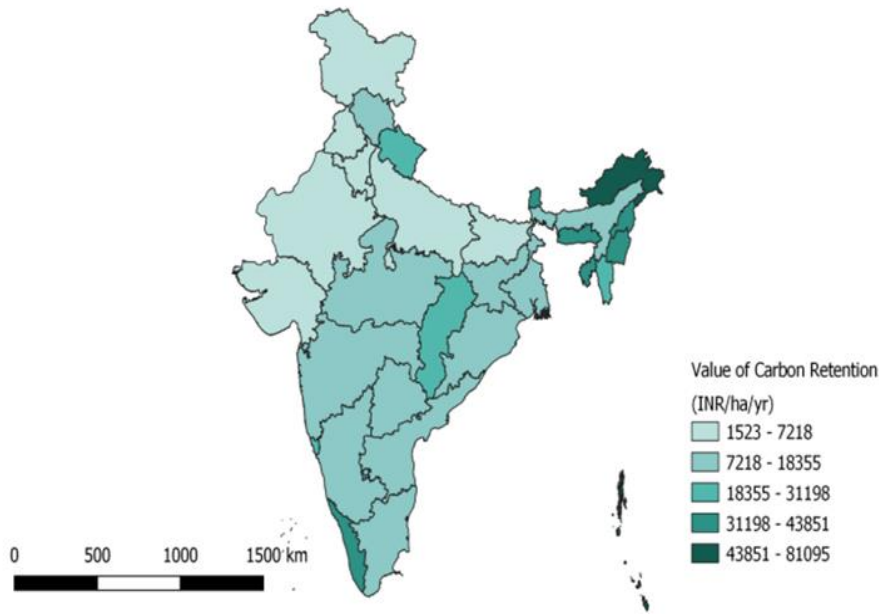 Value of Carbon Retention
(INR/ha/yr)
1523 - 7218
7218 - 18355
18355 - 31198
31198 - 43851
43851 - 81095
0 500 1000 1500 km